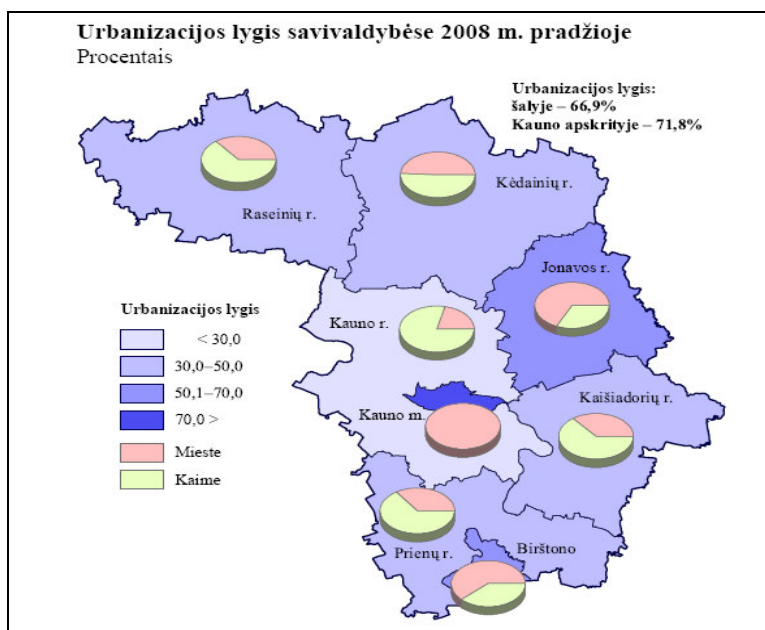 Urbanizacijos lygis savivaldybėse 2008 m. pradžioje
Procentais
Urbanizacijos lygis:
šalyje – 66,9%
Kauno apskrityje – 71,8%
Kėdainių r.
Raseinių r.
Jonavos r.
Urbanizacijos lygis
< 30,0
30,0–50,0
50,1–70,0
70,0 >
Mieste
Kaime
Kauno r.
Kaišiadorių r.
Kauno m.
Prienų r.
Birštono